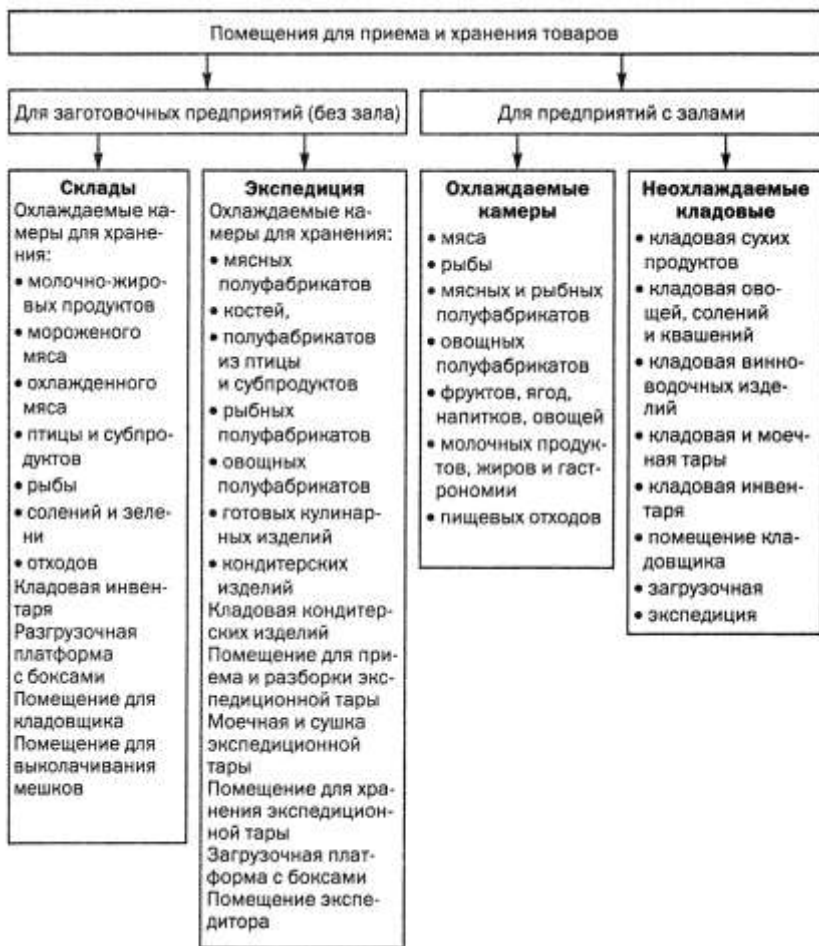 Помещения для приема и хранения товаров
Для заготовочных предприятий (без зала)
Для предприятий с залами
Склады
Охлаждаемые ка-
меры для хране-
ния:
• молочно-жиро-
вых продуктов
• мороженого
мяса
• охлажденного
мяса
• птицы и субпро-
дуктов
• рыбы
• солений и зеле-
ни
• отходов
Кладовая инвен-
таря
Разгрузочная
платформа
с боксами
Помещение для
кладовщика
Помещение для
выколачивания
мешков
Экспедиция
Охлаждаемые ка-
меры для хранения:
• мясных
полуфабрикатов
• костей,
• полуфабрикатов
из птицы
и субпродуктов
• рыбных
полуфабрикатов
• овощных
полуфабрикатов
• готовых кулинар-
ных изделий
• кондитерских
изделий
Кладовая кондитер-
ских изделий
Помещение для при-
ема и разборки экс-
педиционной тары
Моечная и сушка
экспедиционной
тары
Помещение для хра-
нения экспедицион-
ной тары
Загрузочная плат-
форма с боксами
Помещение экспе-
дитора
Охлаждаемые
камеры
• мяса
• рыбы
• мясных и рыбных
полуфабрикатов
• овощных
полуфабрикатов
• фруктов, ягод,
напитков, овощей
• молочных продук-
тов, жиров и гаст-
рономии
• пищевых отходов
Неохлаждаемые
кладовые
• кладовая сухих
продуктов
• кладовая ово-
щей, солений
и квашений
• кладовая винно-
водочных изде-
лий
• кладовая и моеч-
ная тары
• кладовая инвен-
таря
• помещение кла-
довщика
• загрузочная
• экспедиция